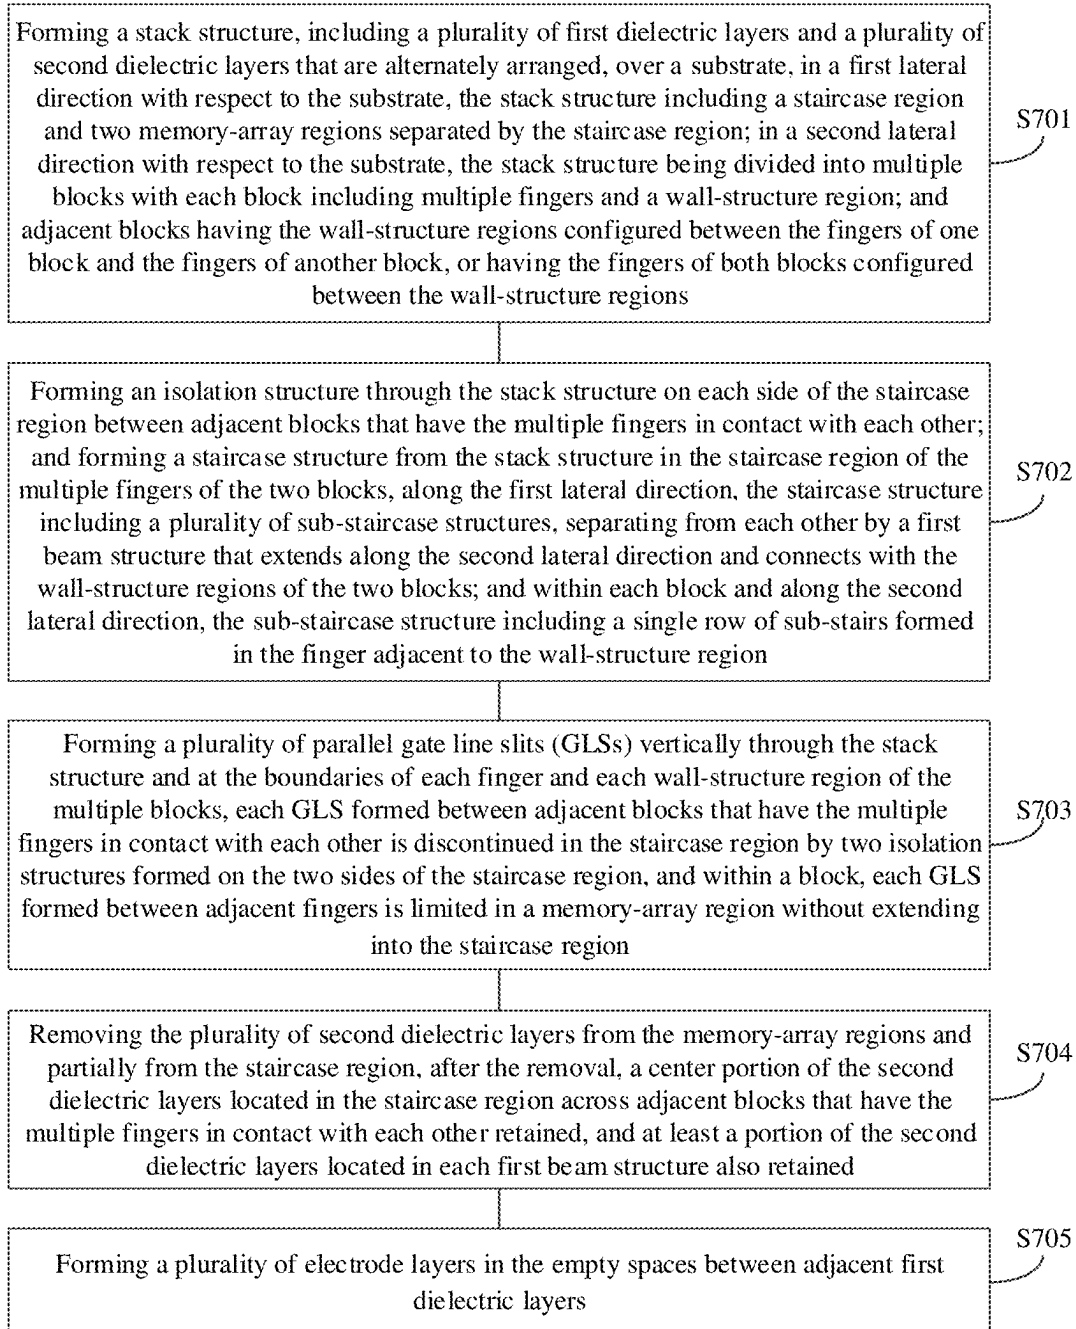 Forming a stack structure, including a plurality of first dielectric layers and a plurality of
second dielectric layers that are alternately arranged, over a substrate, in a first lateral
direction with respect to the substrate, the stack structure including a staircase region
and two memory-array regions separated by the staircase region; in a second lateral
direction with respect to the substrate, the stack structure being divided into multiple
blocks with each block including multiple fingers and a wall-structure region; and
adjacent blocks having the wall-structure regions configured between the fingers of one
block and the fingers of another block, or having the fingers of both blocks configured
between the wall-structure regions
S701
Forming an isolation structure through the stack structure on each side of the staircase
region between adjacent blocks that have the multiple fingers in contact with each other;
and forming a staircase structure from the stack structure in the staircase region of the
multiple fingers of the two blocks, along the first lateral direction, the staircase structure
including a plurality of sub-staircase structures, separating from each other by a first
beam structure that extends along the second lateral direction and connects with the
wall-structure regions of the two blocks; and within each block and along the second
lateral direction, the sub-staircase structure including a single row of sub-stairs formed
in the finger adjacent to the wall-structure region
S702
Forming a plurality of parallel gate line slits (GLSs) vertically through the stack
structure and at the boundaries of each finger and each wall-structure region of the
multiple blocks, each GLS formed between adjacent blocks that have the multiple
fingers in contact with each other is discontinued in the staircase region by two isolation
structures formed on the two sides of the staircase region, and within a block, each GLS
formed between adjacent fingers is limited in a memory-array region without extending
into the staircase region
S703
Removing the plurality of second dielectric layers from the memory-array regions and
partially from the staircase region, after the removal, a center portion of the second
dielectric layers located in the staircase region across adjacent blocks that have the
multiple fingers in contact with each other retained, and at least a portion of the second
dielectric layers located in each first beam structure also retained
S704
Forming a plurality of electrode layers in the empty spaces between adjacent first
dielectric layers
S705